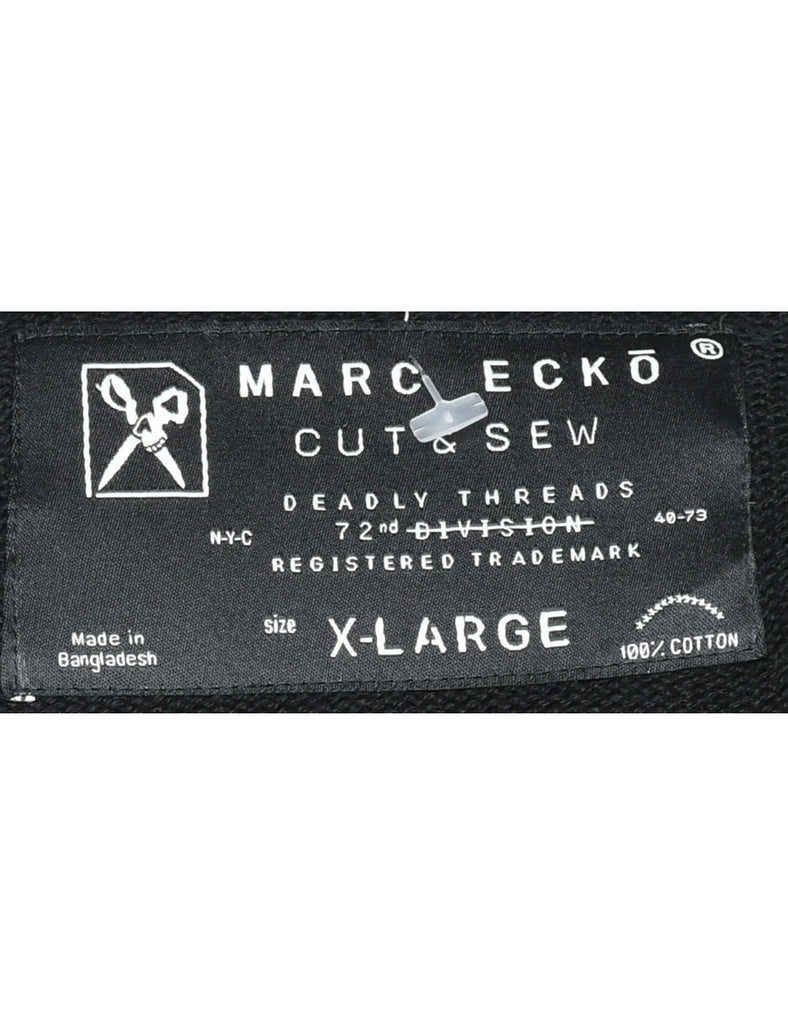 MARC ECKŌ ®
CUT & SEW
DEADLY THREADS
N-Y-C 72nd DIVISION 40-73
REGISTERED TRADEMARK
size X-LARGE
Made in
Bangladesh
100% COTTON